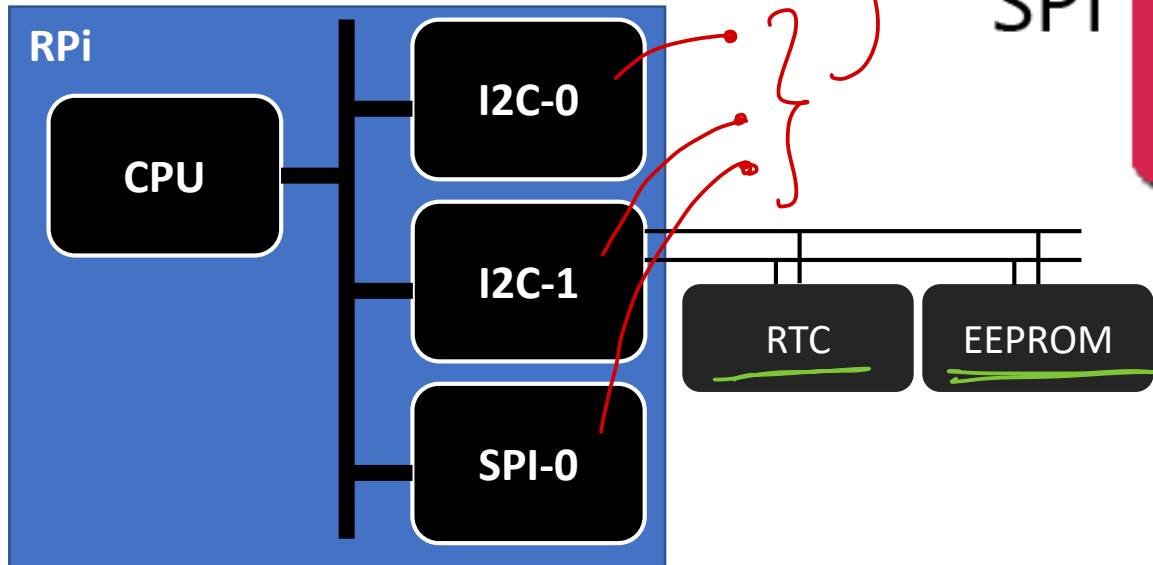 SPI
RPi
I2C-0
CPU
I2C-1
RTC
EEPROM
SPI-0